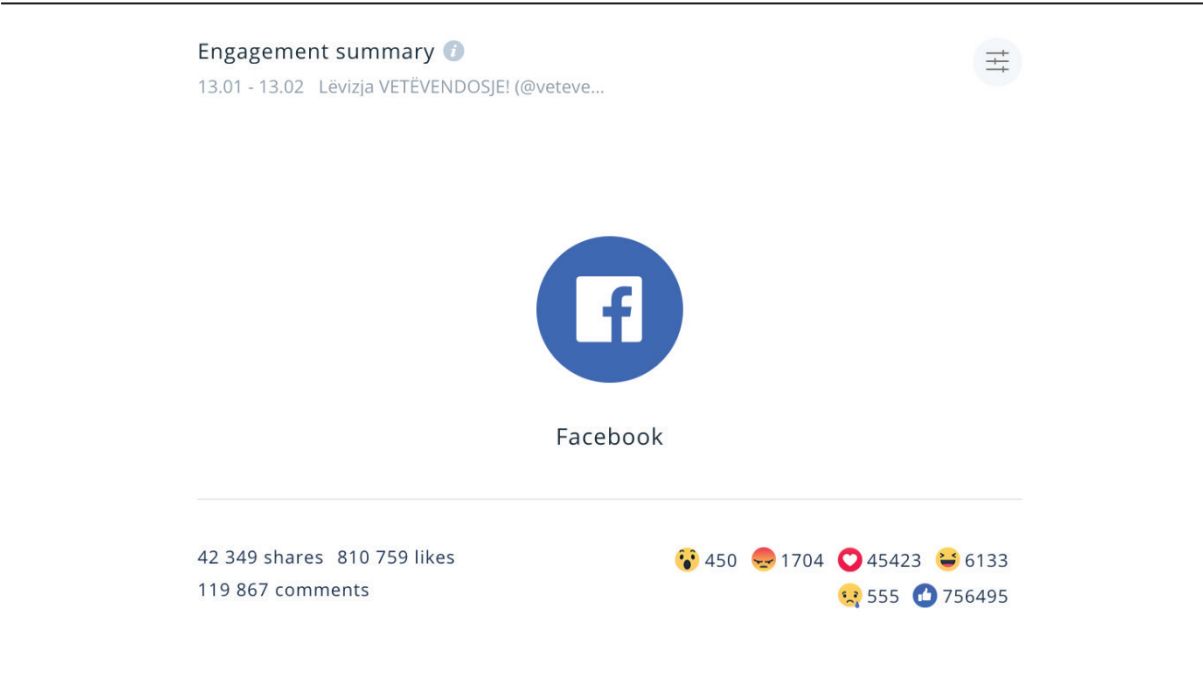 Engagement summary
13.01 - 13.02 Lëvizja VETËVENDOSJE! (@veteve...
Facebook
42 349 shares 810 759 likes
119 867 comments
450 1704 45423 6133
555 756495